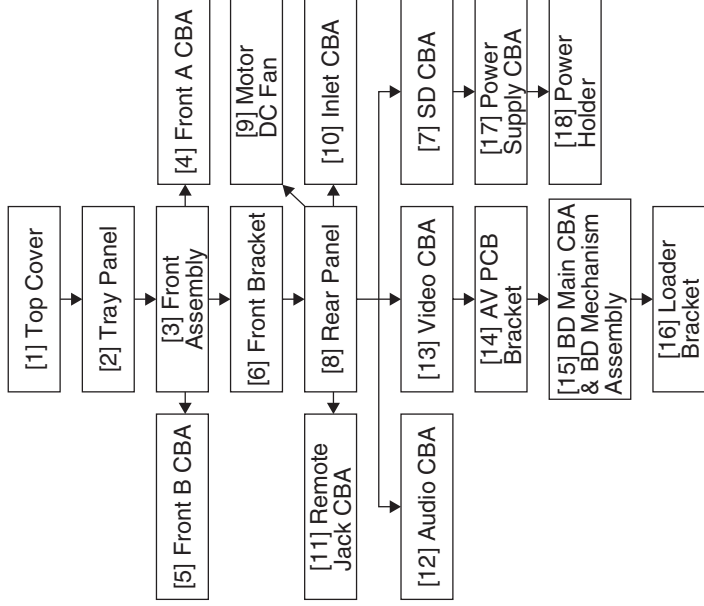 [1] Top Cover
[2] Tray Panel
[3] Front
Assembly
[4] Front A CBA
[5] Front B CBA
[6] Front Bracket
[9] Motor
DC Fan
[8] Rear Panel
[10] Inlet CBA
[11] Remote
Jack CBA
[12] Audio CBA
[13] Video CBA
[7] SD CBA
[14] AV PCB
Bracket
[17] Power
Supply CBA
[15] BD Main CBA
& BD Mechanism
Assembly
[18] Power
Holder
[16] Loader
Bracket